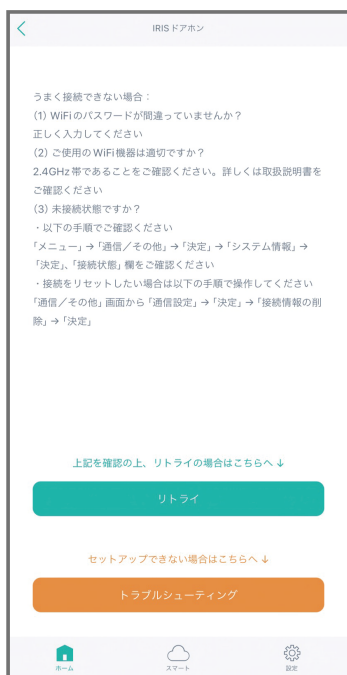 IRISドアホン
うまく接続できない場合：
(1) WiFiのパスワードが間違っていませんか？
正しく入力してください
(2) ご使用のWiFi機器は適切ですか？
2.4GHz帯であることをご確認ください。詳しくは取扱説明書を
ご確認ください
(3) 未接続状態ですか？
・以下の手順でご確認ください
「メニュー」→「通信／その他」→「決定」→「システム情報」→
「決定」、「接続状態」欄をご確認ください
・接続をリセットしたい場合は以下の手順で操作してください
「通信／その他」画面から「通信設定」→「決定」→「接続情報の削
除」→「決定」
上記を確認の上、リトライの場合はこちらへ ↓
リトライ
セットアップできない場合はこちらへ ↓
トラブルシューティング
ホーム スマート 設定